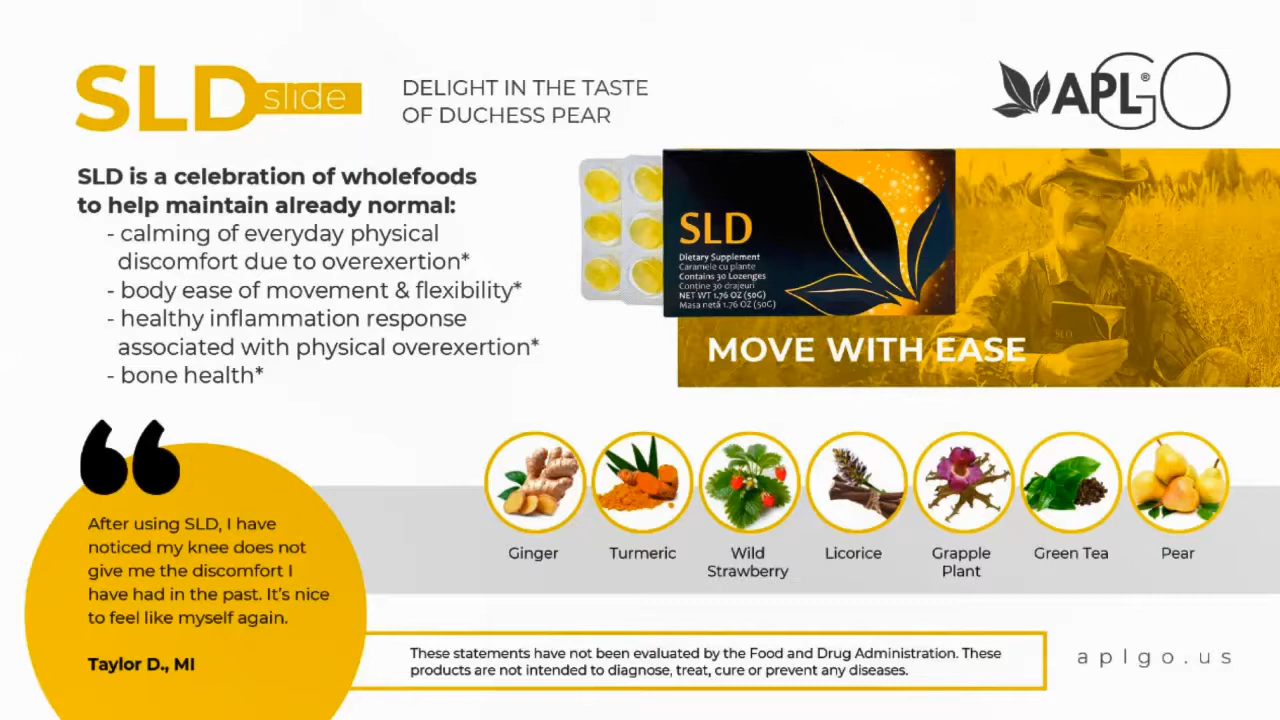 SLD slide
DELIGHT IN THE TASTE
OF DUCHESS PEAR
APL®GO
SLD is a celebration of wholefoods
to help maintain already normal:
- calming of everyday physical
discomfort due to overexertion*
- body ease of movement & flexibility*
- healthy inflammation response
associated with physical overexertion*
- bone health*
SLD
Dietary Supplement
Caramele cu plante
Contains 30 Lozenges
Conține 30 drajeuri
NET WT 1.76 OZ (50G)
Masa netă 1.76 OZ (50G)
SLD
MOVE WITH EASE
After using SLD, I have
noticed my knee does not
give me the discomfort I
have had in the past. It's nice
to feel like myself again.
Taylor D., MI
Ginger
Turmeric
Wild
Strawberry
Licorice
Grapple
Plant
Green Tea
Pear
These statements have not been evaluated by the Food and Drug Administration. These
products are not intended to diagnose, treat, cure or prevent any diseases.
aplgo.us